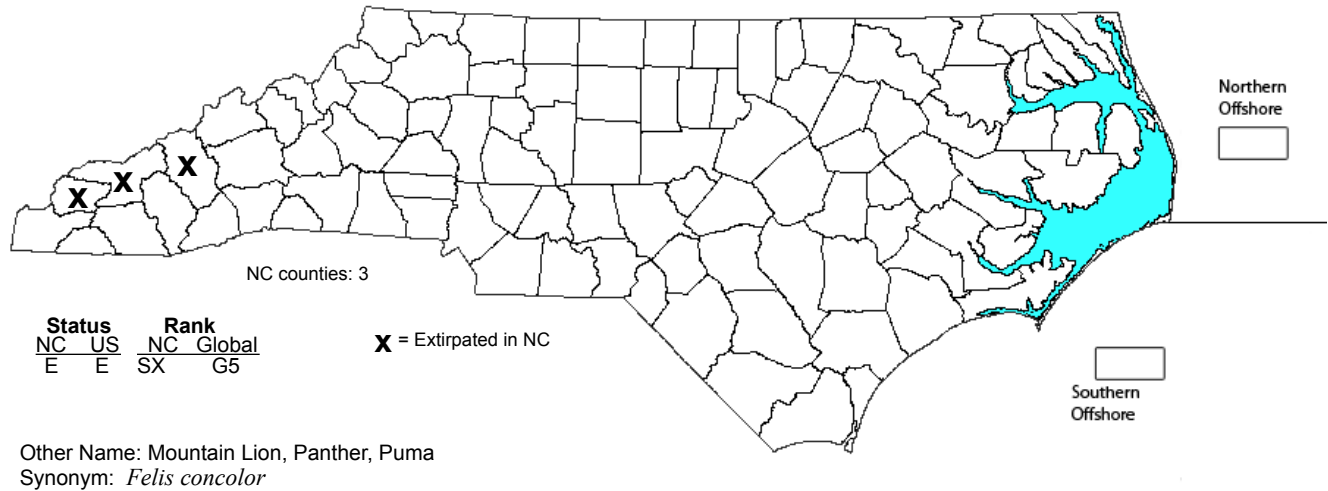 Northern
Offshore
X
X
X
NC counties: 3
Status Rank
NC US NC Global
E E SX G5
X = Extirpated in NC
Southern
Offshore
Other Name: Mountain Lion, Panther, Puma
Synonym: Felis concolor